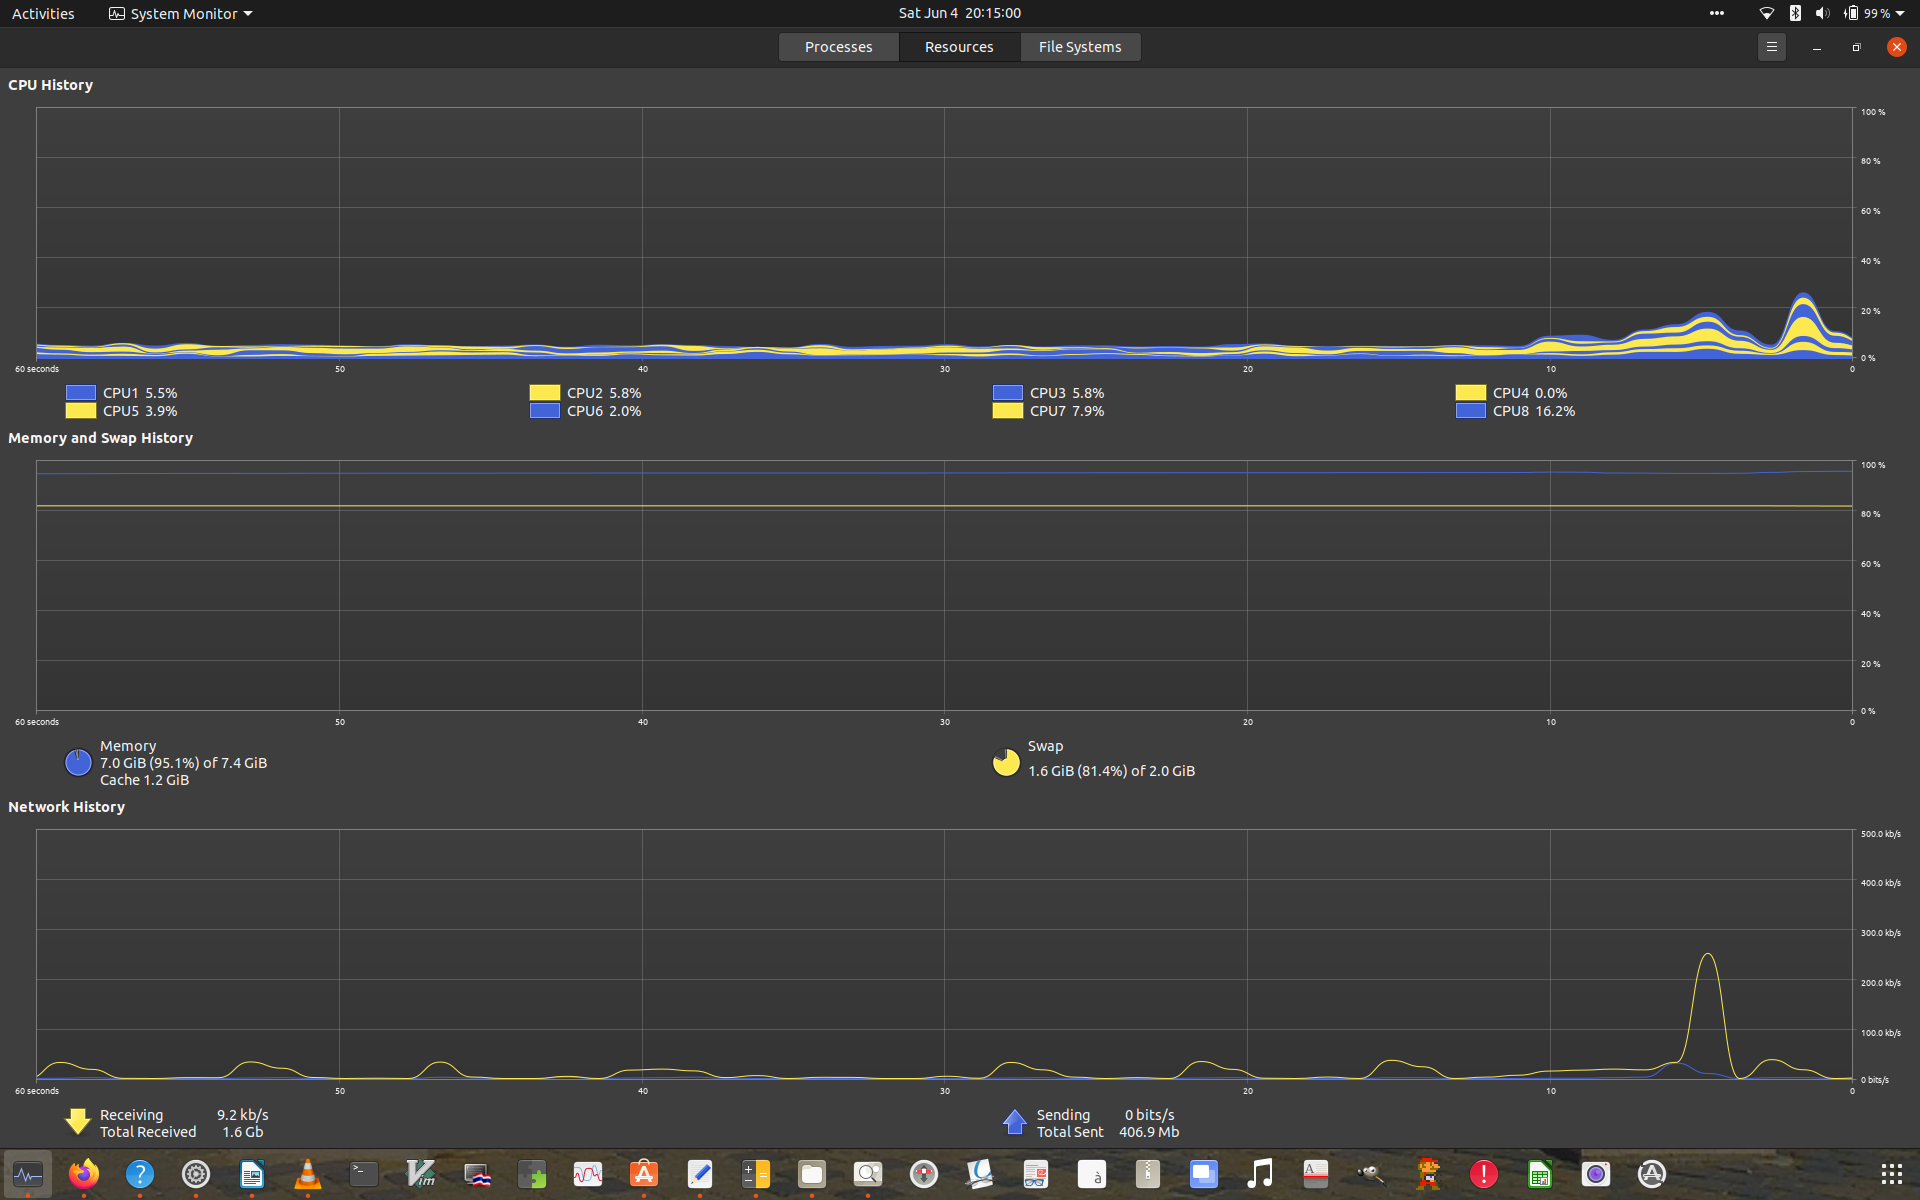 Activities System Monitor Sat Jun 4 20:15:00 99 %
Processes Resources File Systems
CPU History
100 %
80 %
60 %
40 %
20 %
0 %
60 seconds 50 40 30 20 10 0
CPU1 5.5% CPU2 5.8% CPU3 5.8% CPU4 0.0%
CPU5 3.9% CPU6 2.0% CPU7 7.9% CPU8 16.2%
Memory and Swap History
100 %
80 %
60 %
40 %
20 %
0 %
60 seconds 50 40 30 20 10 0
Memory
7.0 GiB (95.1%) of 7.4 GiB
Cache 1.2 GiB
Swap
1.6 GiB (81.4%) of 2.0 GiB
Network History
500.0 kb/s
400.0 kb/s
300.0 kb/s
200.0 kb/s
100.0 kb/s
0 bits/s
60 seconds 50 40 30 20 10 0
Receiving 9.2 kb/s
Total Received 1.6 Gb
Sending 0 bits/s
Total Sent 406.9 Mb